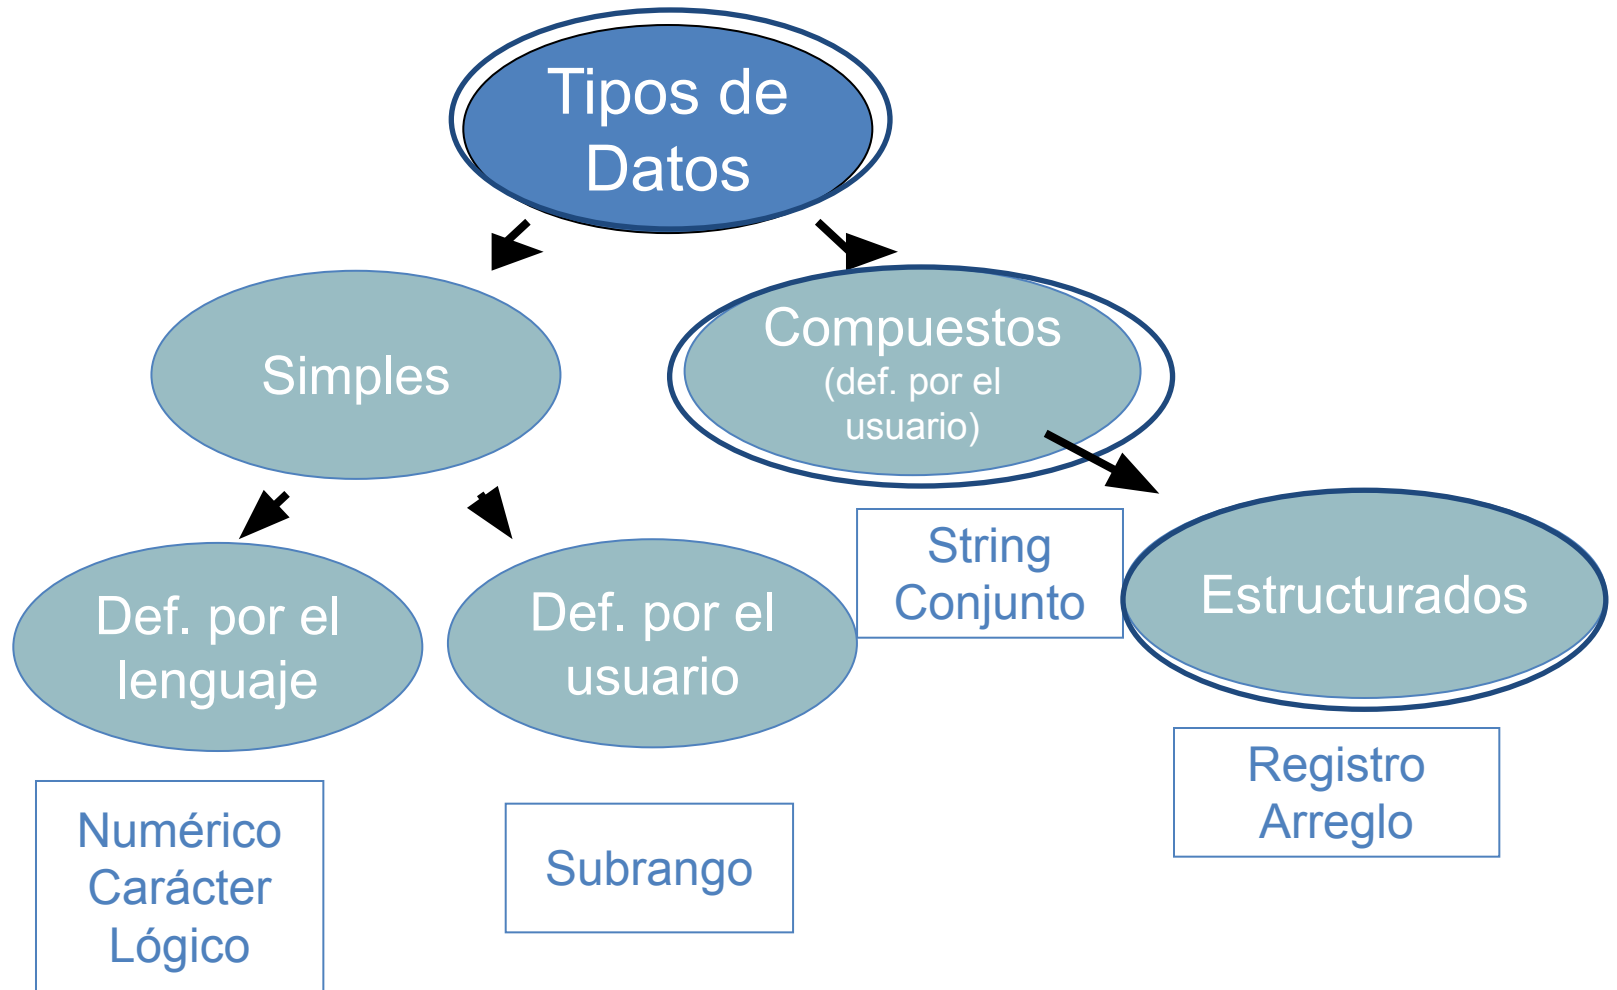 Tipos de
Datos
Simples
Compuestos
(def. por el
usuario)
Def. por el
lenguaje
Def. por el
usuario
String
Conjunto
Estructurados
Numérico
Carácter
Lógico
Subrango
Registro
Arreglo